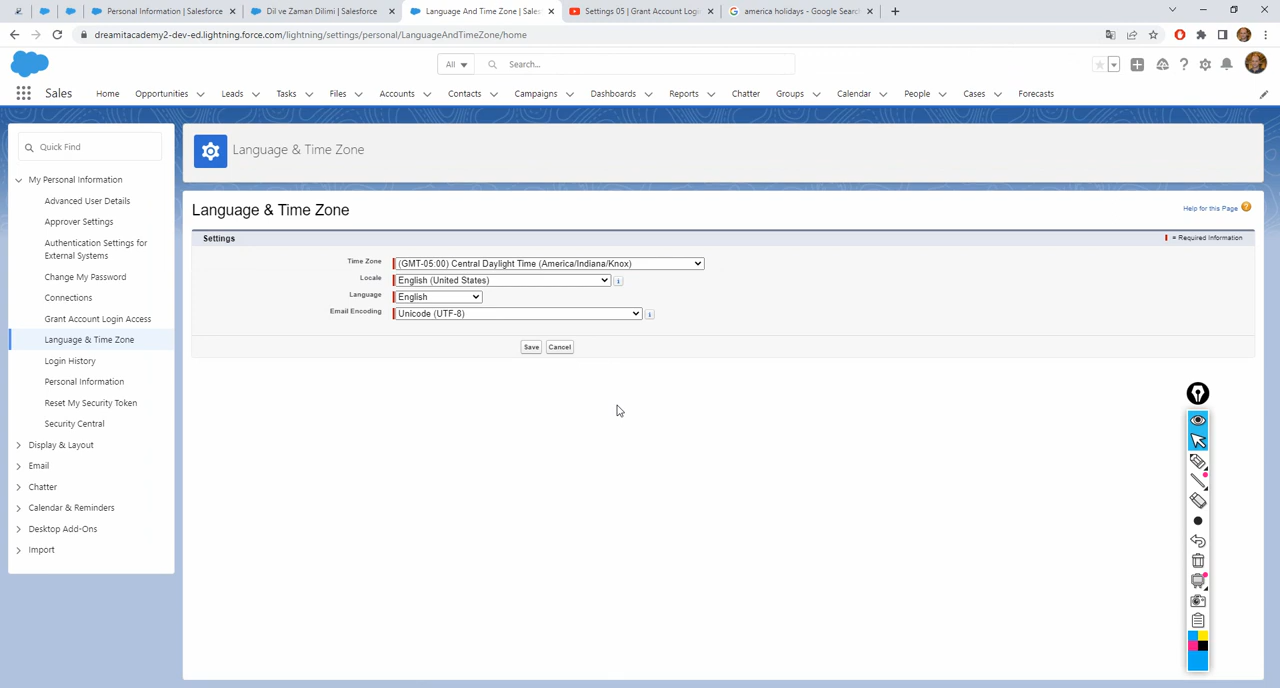 Personal Information | Salesforce
Dil ve Zaman Dilimi | Salesforce
Language And Time Zone | Sales
Settings 05 | Grant Account Logi
america holidays - Google Searc
dreamitacademy2-dev-ed.lightning.force.com/lightning/settings/personal/LanguageAndTimeZone/home
All
Search...
Sales
Home
Opportunities
Leads
Tasks
Files
Accounts
Contacts
Campaigns
Dashboards
Reports
Chatter
Groups
Calendar
People
Cases
Forecasts
Quick Find
My Personal Information
Advanced User Details
Approver Settings
Authentication Settings for
External Systems
Change My Password
Connections
Grant Account Login Access
Language & Time Zone
Login History
Personal Information
Reset My Security Token
Security Central
Display & Layout
Email
Chatter
Calendar & Reminders
Desktop Add-Ons
Import
Language & Time Zone
Language & Time Zone
Help for this Page
Settings
= Required Information
Time Zone
(GMT-05:00) Central Daylight Time (America/Indiana/Knox)
Locale
English (United States)
Language
English
Email Encoding
Unicode (UTF-8)
Save
Cancel